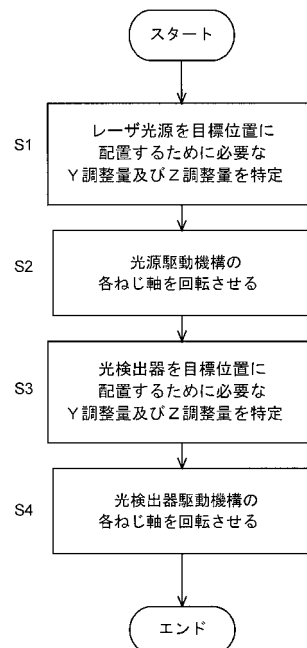 スタート
S1
レーザ光源を目標位置に
配置するために必要な
Y調整量及びZ調整量を特定
S2
光源駆動機構の
各ねじ軸を回転させる
S3
光検出器を目標位置に
配置するために必要な
Y調整量及びZ調整量を特定
S4
光検出器駆動機構の
各ねじ軸を回転させる
エンド